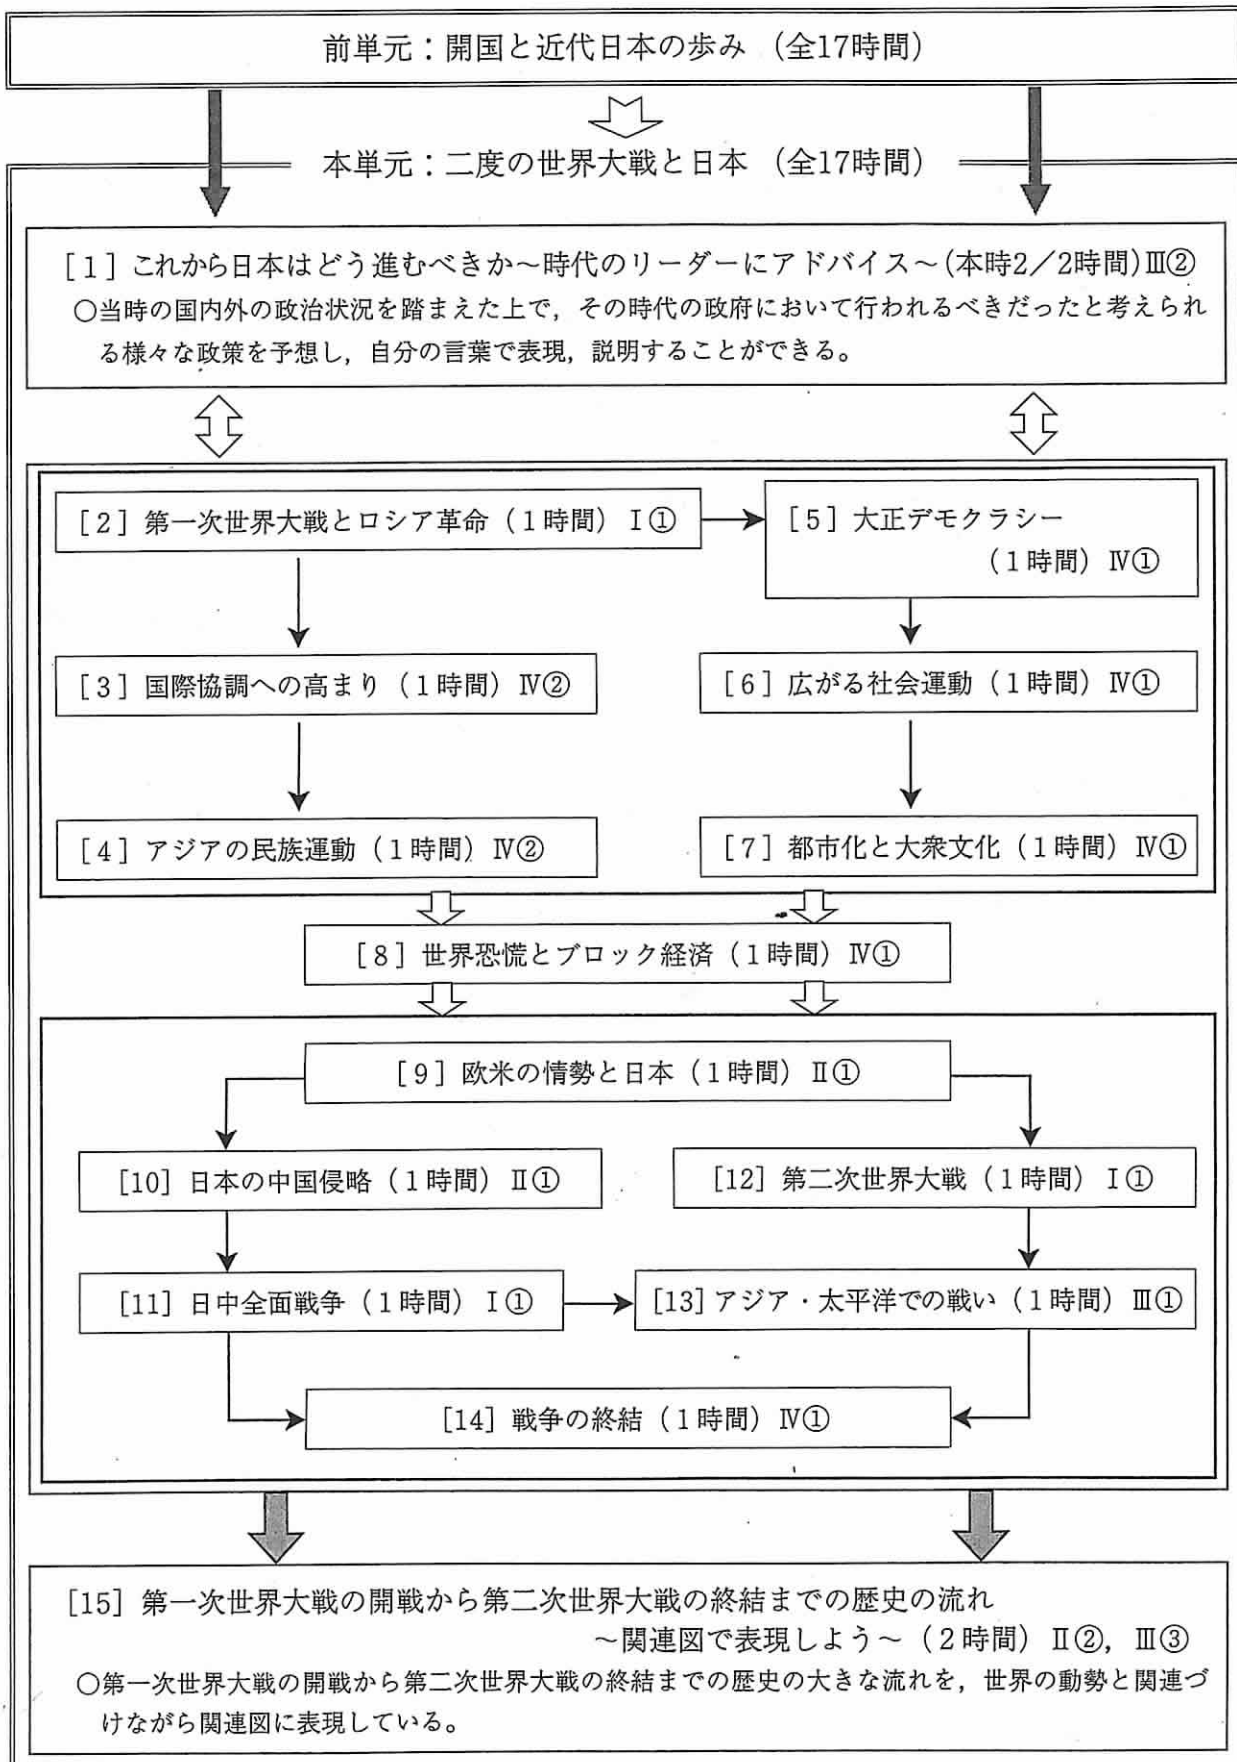 前単元：開国と近代日本の歩み （全17時間）
本単元：二度の世界大戦と日本 （全17時間）
［1］これから日本はどう進むべきか～時代のリーダーにアドバイス～（本時2／2時間）Ⅲ②
○当時の国内外の政治状況を踏まえた上で，その時代の政府において行われるべきだったと考えられ
る様々な政策を予想し，自分の言葉で表現，説明することができる。
［2］第一次世界大戦とロシア革命（1時間）Ⅰ①
［5］大正デモクラシー
（1時間）Ⅳ①
［3］国際協調への高まり（1時間）Ⅳ②
［6］広がる社会運動（1時間）Ⅳ①
［4］アジアの民族運動（1時間）Ⅳ②
［7］都市化と大衆文化（1時間）Ⅳ①
［8］世界恐慌とブロック経済（1時間）Ⅳ①
［9］欧米の情勢と日本（1時間）Ⅱ①
［10］日本の中国侵略（1時間）Ⅱ①
［12］第二次世界大戦（1時間）Ⅰ①
［11］日中全面戦争（1時間）Ⅰ①
［13］アジア・太平洋での戦い（1時間）Ⅲ①
［14］戦争の終結（1時間）Ⅳ①
［15］第一次世界大戦の開戦から第二次世界大戦の終結までの歴史の流れ
～関連図で表現しよう～（2時間）Ⅱ②，Ⅲ③
○第一次世界大戦の開戦から第二次世界大戦の終結までの歴史の大きな流れを，世界の動勢と関連づ
けながら関連図に表現している。